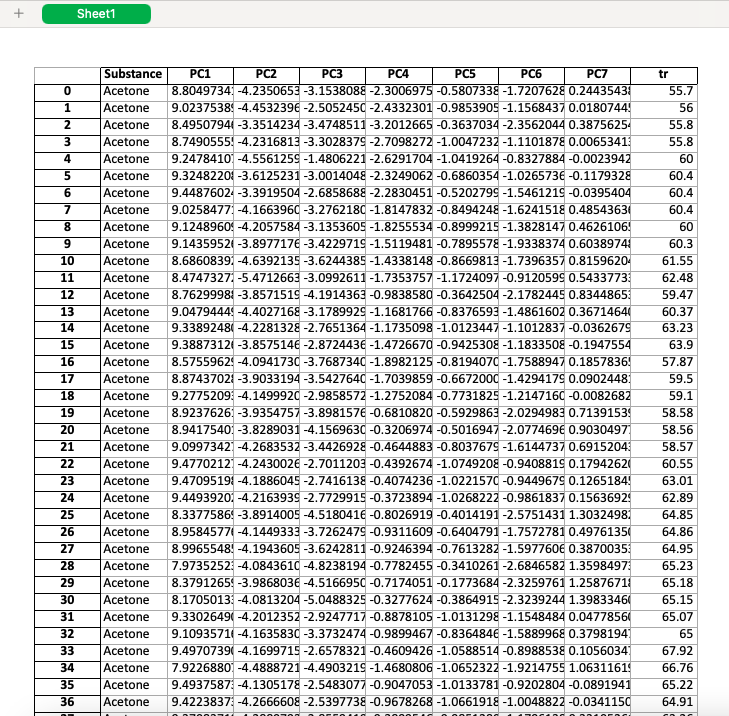 + Sheet1
Substance PC1 PC2 PC3 PC4 PC5 PC6 PC7 tr
0 Acetone 8.8049734 -4.2350653 -3.1538088 -2.3006975 -0.5807338 -1.7207628 0.2443543 55.7
1 Acetone 9.0237538 -4.4532396 -2.5052450 -2.4332301 -0.9853905 -1.1568437 0.0180744 56
2 Acetone 8.4950794 -3.3514234 -3.4748511 -3.2012665 -0.3637034 -2.3562044 0.3875625 55.8
3 Acetone 8.7490555 -4.2316813 -3.3028379 -2.7098272 -1.0047232 -1.1101878 0.0065341 55.8
4 Acetone 9.2478410 -4.5561259 -1.4806221 -2.6291704 -1.0419264 -0.8327884 -0.0023942 60
5 Acetone 9.3248220 -3.6125231 -3.0014048 -2.3249062 -0.6860354 -1.0265736 -0.1179328 60.4
6 Acetone 9.4487602 -3.3919504 -2.6858688 -2.2830451 -0.5202799 -1.5461219 -0.0395404 60.4
7 Acetone 9.0258477 -4.1663960 -3.2762180 -1.8147832 -0.8494248 -1.6241518 0.4854363 60.4
8 Acetone 9.1248960 -4.2057584 -3.1353605 -1.8255534 -0.8999215 -1.3828147 0.4626106 60
9 Acetone 9.1435952 -3.8977176 -3.4229719 -1.5119481 -0.7895578 -1.9338374 0.6038974 60.3
10 Acetone 8.6860839 -4.6392135 -3.6244385 -1.4338148 -0.8669813 -1.7396357 0.8159620 61.55
11 Acetone 8.4747327 -5.4712663 -3.0992611 -1.7353757 -1.1724097 -0.9120599 0.5433773 62.48
12 Acetone 8.7629998 -3.8571519 -4.1914363 -0.9838580 -0.3642504 -2.1782445 0.8344865 59.47
13 Acetone 9.0479444 -4.4027168 -3.1789929 -1.1681766 -0.8376593 -1.4861602 0.3671464 60.37
14 Acetone 9.3389248 -4.2281328 -2.7651364 -1.1735098 -1.0123447 -1.1012837 -0.0362679 63.23
15 Acetone 9.3887312 -3.8575146 -2.8724436 -1.4726670 -0.9425308 -1.1833508 -0.1947554 63.9
16 Acetone 8.5755962 -4.0941730 -3.7687340 -1.8982125 -0.8194070 -1.7588947 0.1857836 57.87
17 Acetone 8.8743702 -3.9033194 -3.5427640 -1.7039859 -0.6672000 -1.4294179 0.0902448 59.5
18 Acetone 9.2775209 -4.1499920 -2.9858572 -1.2752084 -0.7731825 -1.2147160 -0.0082682 59.1
19 Acetone 8.9237626 -3.9354757 -3.8981576 -0.6810820 -0.5929863 -2.0294983 0.7139153 58.58
20 Acetone 8.9417540 -3.8289031 -4.1569630 -0.3206974 -0.5016947 -2.0774696 0.9030497 58.56
21 Acetone 9.0997342 -4.2683532 -3.4426928 -0.4644883 -0.8037679 -1.6144737 0.6915204 58.57
22 Acetone 9.4770212 -4.2430026 -2.7011203 -0.4392674 -1.0749208 -0.9408819 0.1794262 60.55
23 Acetone 9.4709519 -4.1886045 -2.7416138 -0.4074236 -1.0221570 -0.9449679 0.1265184 63.01
24 Acetone 9.4493920 -4.2163939 -2.7729915 -0.3723894 -1.0268222 -0.9861837 0.1563692 62.89
25 Acetone 8.3377586 -3.8914005 -4.5180416 -0.8026919 -0.4014191 -2.5751431 1.3032498 64.85
26 Acetone 8.9584577 -4.1449333 -3.7262479 -0.9311609 -0.6404791 -1.7572781 0.4976135 64.86
27 Acetone 8.9965548 -4.1943605 -3.6242811 -0.9246394 -0.7613282 -1.5977606 0.3870035 64.95
28 Acetone 7.9735252 -4.0843610 -4.8238194 -0.7782455 -0.3410261 -2.6846582 1.3598497 65.23
29 Acetone 8.3791265 -3.9868036 -4.5166950 -0.7174051 -0.1773684 -2.3259761 1.2587671 65.18
30 Acetone 8.1705013 -4.0813204 -5.0488325 -0.3277624 -0.3864915 -2.3239244 1.3983346 65.15
31 Acetone 9.3302649 -4.2012352 -2.9247717 -0.8878105 -1.0131298 -1.1548484 0.0477856 65.07
32 Acetone 9.1093571 -4.1635830 -3.3732474 -0.9899467 -0.8364846 -1.5889968 0.3798194 65
33 Acetone 9.4970739 -4.1699715 -2.6578321 -0.4609426 -1.0588514 -0.8988538 0.1056034 67.92
34 Acetone 7.9226880 -4.4888721 -4.4903219 -1.4680806 -1.0652322 -1.9214755 1.0631161 66.76
35 Acetone 9.4937587 -4.1305178 -2.5483077 -0.9047053 -1.0133781 -0.9202804 -0.0891941 65.22
36 Acetone 9.4223837 -4.2666608 -2.5397738 -0.9678268 -1.0661918 -1.0048822 -0.0341150 64.91